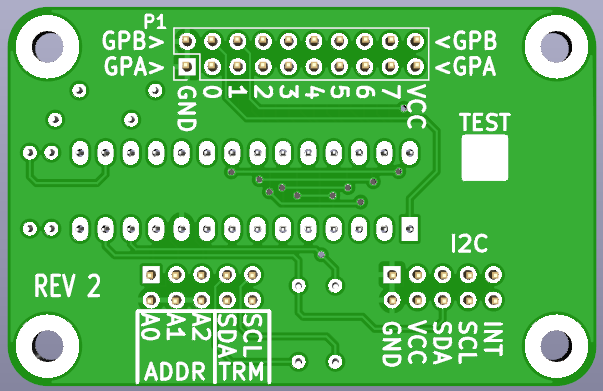 P1
GPB> <GPB
GPA> <GPA
GND 0 1 2 3 4 5 6 7 VCC
TEST
I2C
REV 2
A0 A1 A2 SDA SCL
GND VCC SDA SCL INT
ADDR TRM